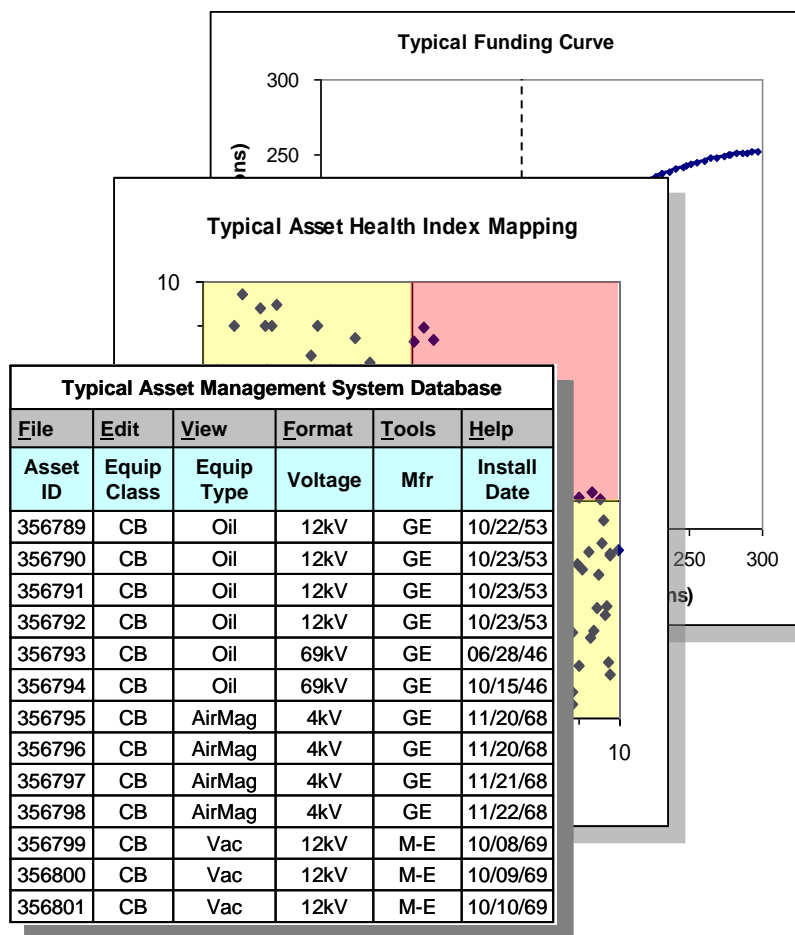 Typical Funding Curve
300
250
ons)
250 300
ns)
Typical Asset Health Index Mapping
10
10
Typical Asset Management System Database
File Edit View Format Tools Help
Asset ID Equip Class Equip Type Voltage Mfr Install Date
356789 CB Oil 12kV GE 10/22/53
356790 CB Oil 12kV GE 10/23/53
356791 CB Oil 12kV GE 10/23/53
356792 CB Oil 12kV GE 10/23/53
356793 CB Oil 69kV GE 06/28/46
356794 CB Oil 69kV GE 10/15/46
356795 CB AirMag 4kV GE 11/20/68
356796 CB AirMag 4kV GE 11/20/68
356797 CB AirMag 4kV GE 11/21/68
356798 CB AirMag 4kV GE 11/22/68
356799 CB Vac 12kV M-E 10/08/69
356800 CB Vac 12kV M-E 10/09/69
356801 CB Vac 12kV M-E 10/10/69